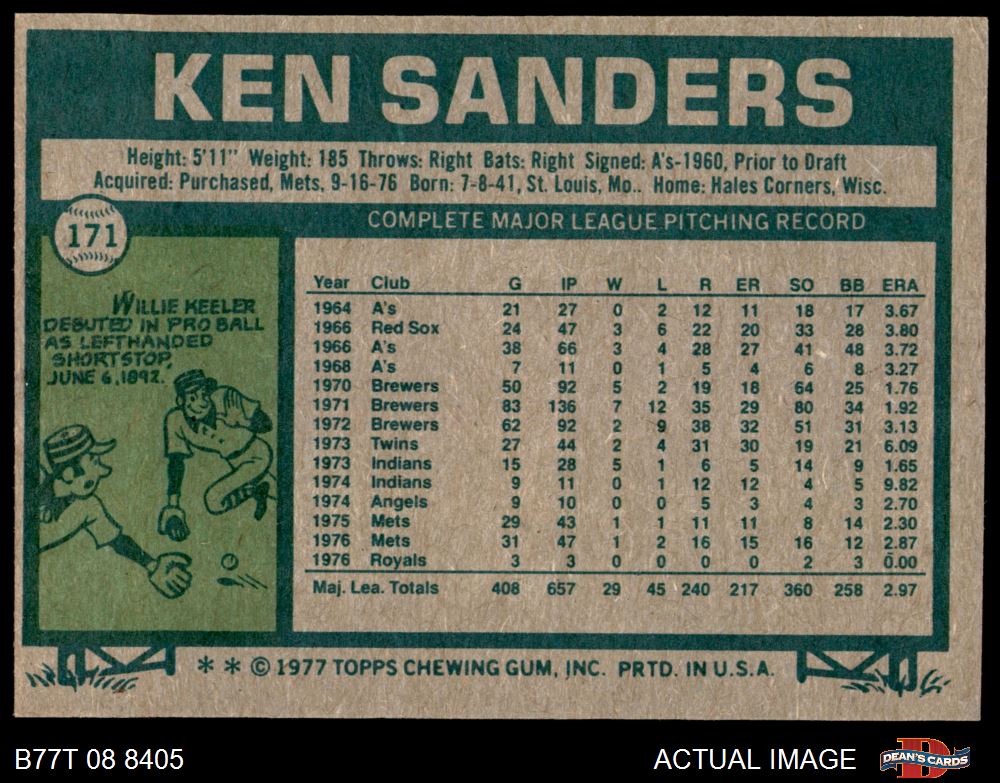 KEN SANDERS
Height: 5'11" Weight: 185 Throws: Right Bats: Right Signed: A's-1960, Prior to Draft
Acquired: Purchased, Mets, 9-16-76 Born: 7-8-41, St. Louis, Mo.. Home: Hales Corners, Wisc.
171
COMPLETE MAJOR LEAGUE PITCHING RECORD
WILLIE KEELER
DEBUTED IN PRO BALL
AS LEFTHANDED
SHORTSTOP,
JUNE 6, 1892.
Year Club G IP W L R ER SO BB ERA
1964 A's 21 27 0 2 12 11 18 17 3.67
1966 Red Sox 24 47 3 6 22 20 33 28 3.80
1966 A's 38 66 3 4 28 27 41 48 3.72
1968 A's 7 11 0 1 5 4 6 8 3.27
1970 Brewers 50 92 5 2 19 18 64 25 1.76
1971 Brewers 83 136 7 12 35 29 80 34 1.92
1972 Brewers 62 92 2 9 38 32 51 31 3.13
1973 Twins 27 44 2 4 31 30 19 21 6.09
1973 Indians 15 28 5 1 6 5 14 9 1.65
1974 Indians 9 11 0 1 12 12 4 5 9.82
1974 Angels 9 10 0 0 5 3 4 3 2.70
1975 Mets 29 43 1 1 11 11 8 14 2.30
1976 Mets 31 47 1 2 16 15 16 12 2.87
1976 Royals 3 3 0 0 0 0 2 3 0.00
Maj. Lea. Totals 408 657 29 45 240 217 360 258 2.97
* * © 1977 TOPPS CHEWING GUM, INC. PRTD. IN U.S.A.
B77T 08 8405
ACTUAL IMAGE
DEAN'S CARDS